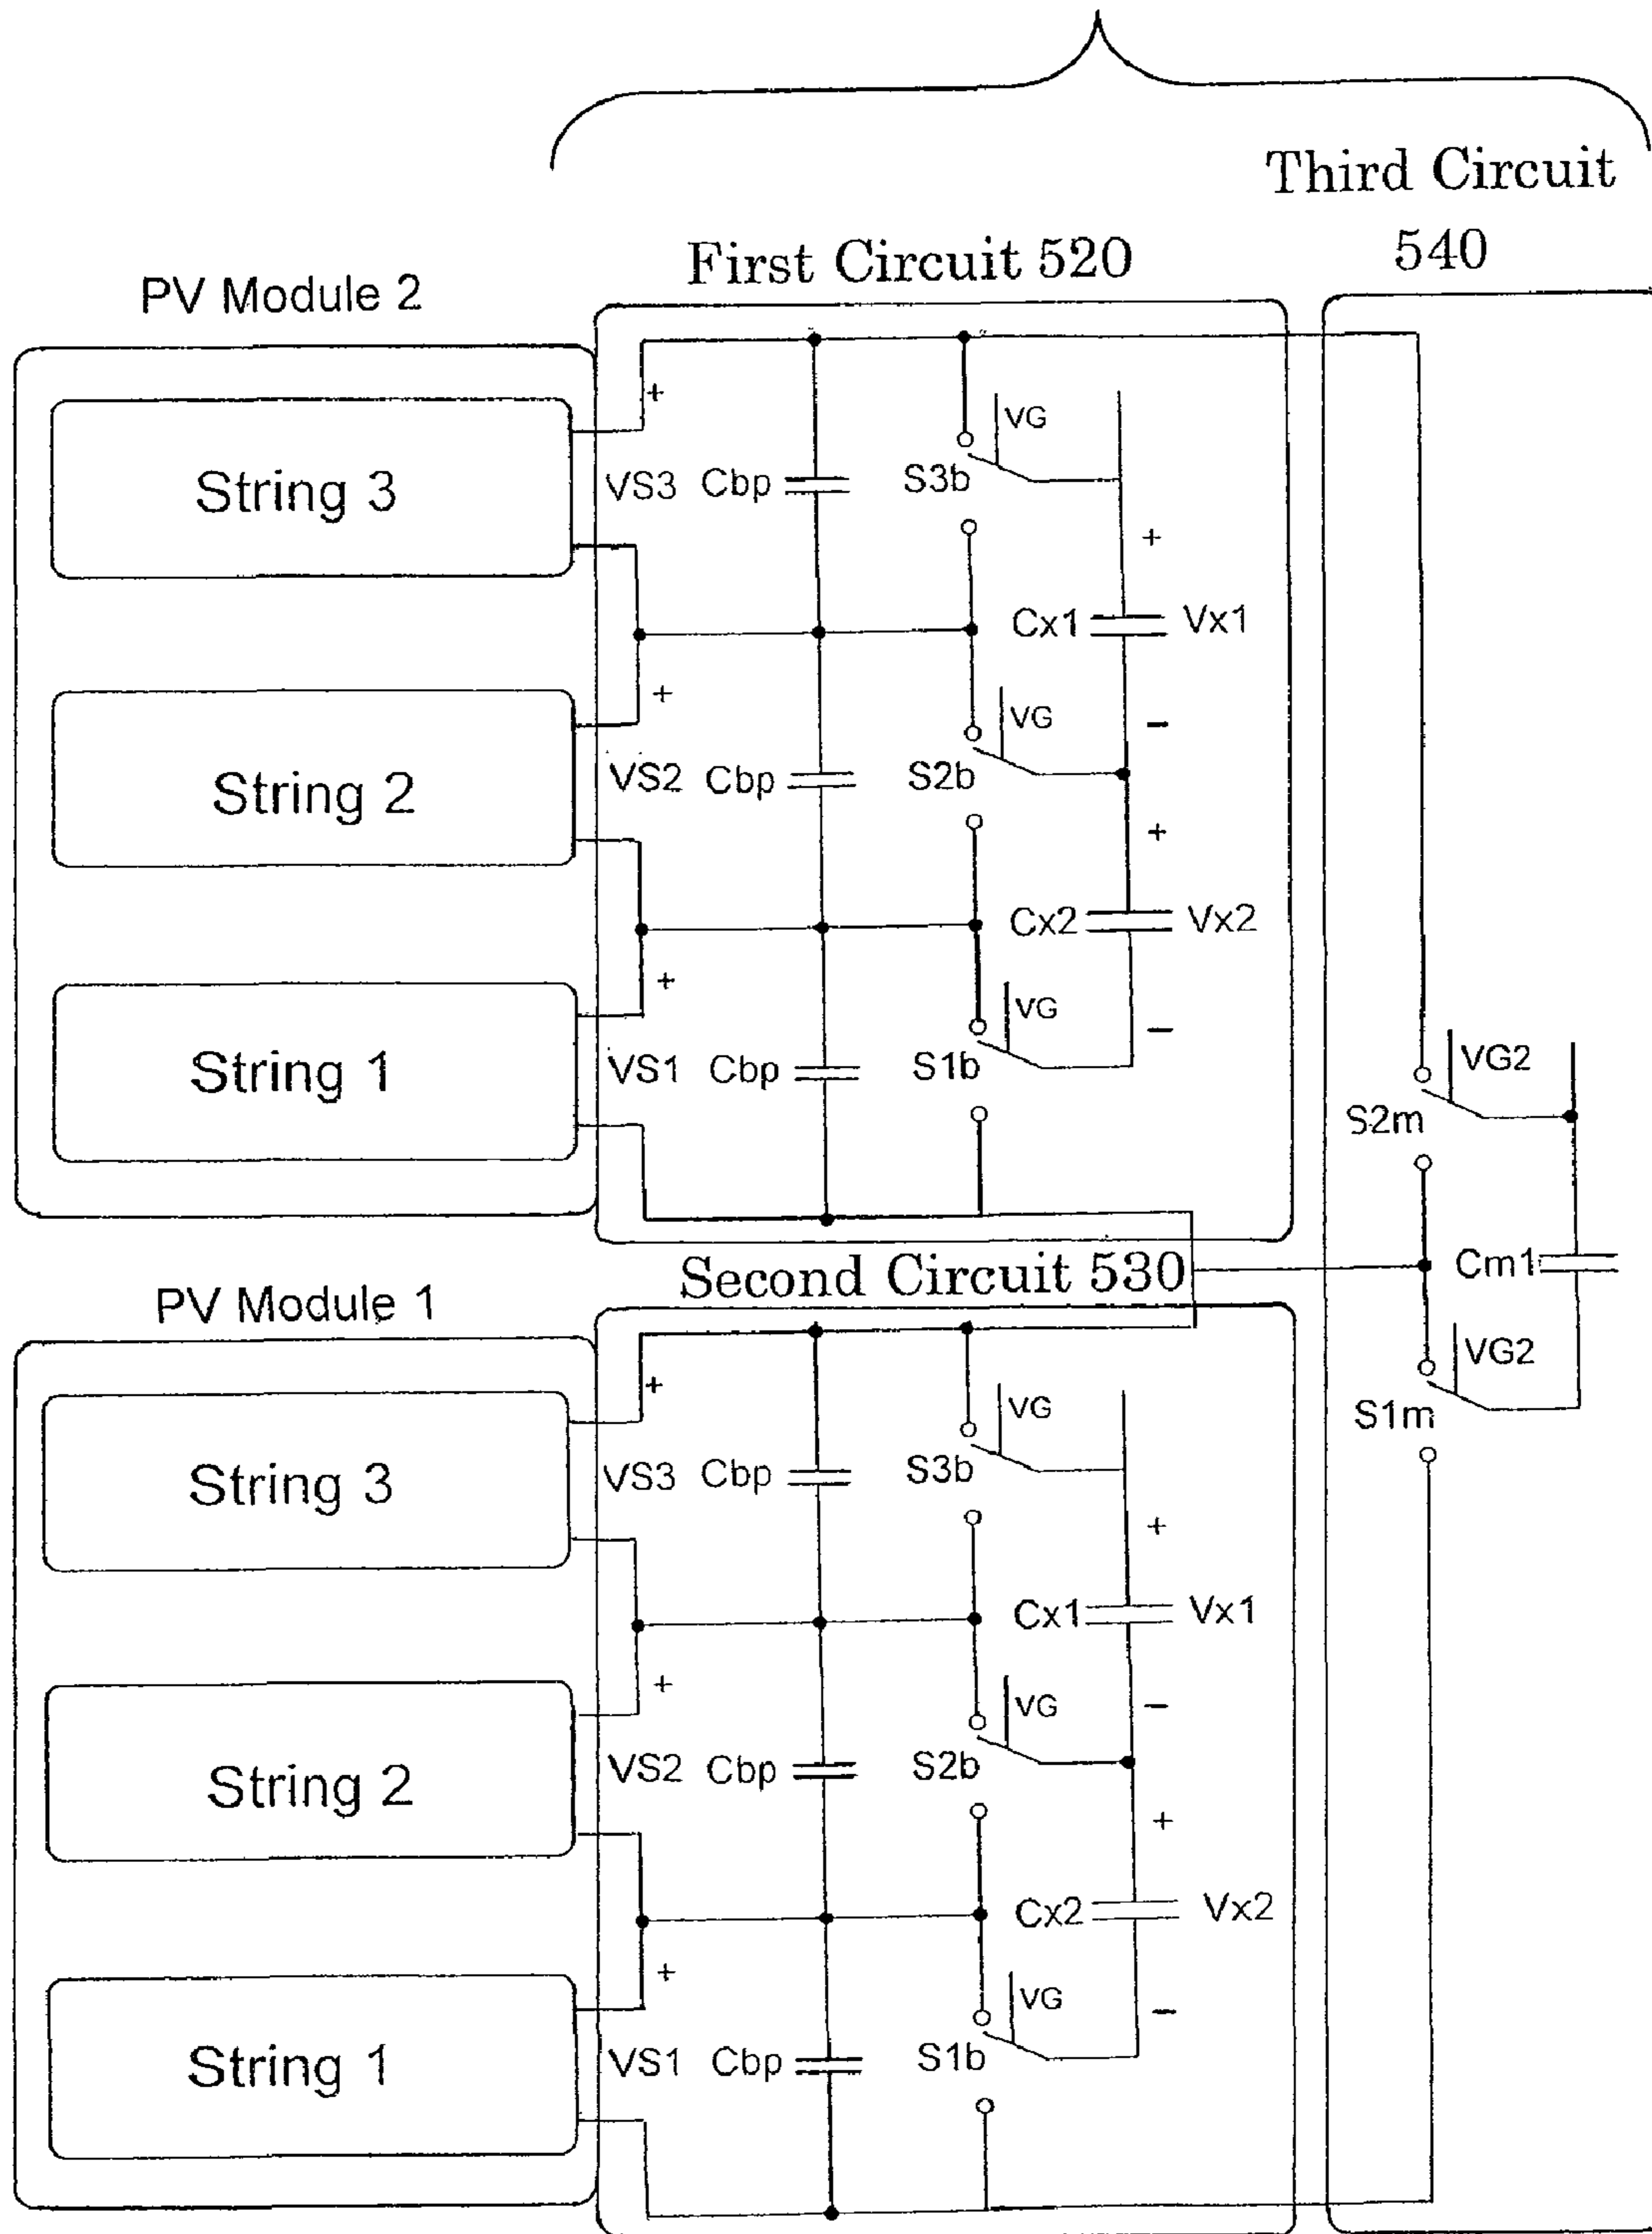 Third Circuit
540
First Circuit 520
PV Module 2
+
VG
String 3
VS3
Cbp
S3b
+
Cx1
Vx1
+
VG
−
String 2
VS2
Cbp
S2b
+
Cx2
Vx2
+
VG
−
String 1
VS1
Cbp
S1b
VG2
S2m
Cm1
Second Circuit 530
PV Module 1
VG2
S1m
+
VG
String 3
VS3
Cbp
S3b
+
Cx1
Vx1
+
VG
−
String 2
VS2
Cbp
S2b
+
Cx2
Vx2
+
VG
−
String 1
VS1
Cbp
S1b